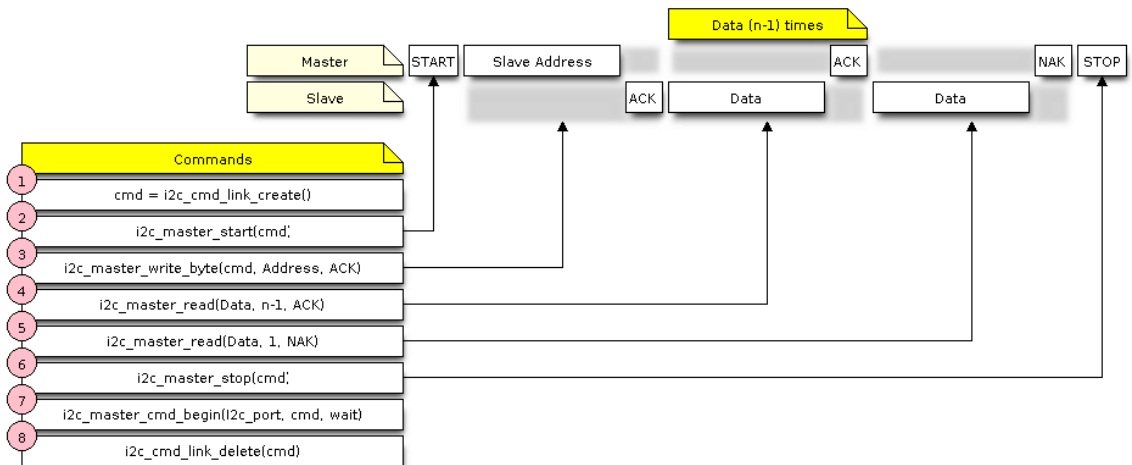 Data (n-1) times
Master START Slave Address ACK NAK STOP
Slave ACK Data Data
Commands
1
cmd = i2c_cmd_link_create()
2
i2c_master_start(cmd;
3
i2c_master_write_byte(cmd, Address, ACK)
4
i2c_master_read(Data, n-1, ACK)
5
i2c_master_read(Data, 1, NAK)
6
i2c_master_stop(cmd;
7
i2c_master_cmd_begin(I2c_port, cmd, wait)
8
i2c_cmd_link_delete(cmd)